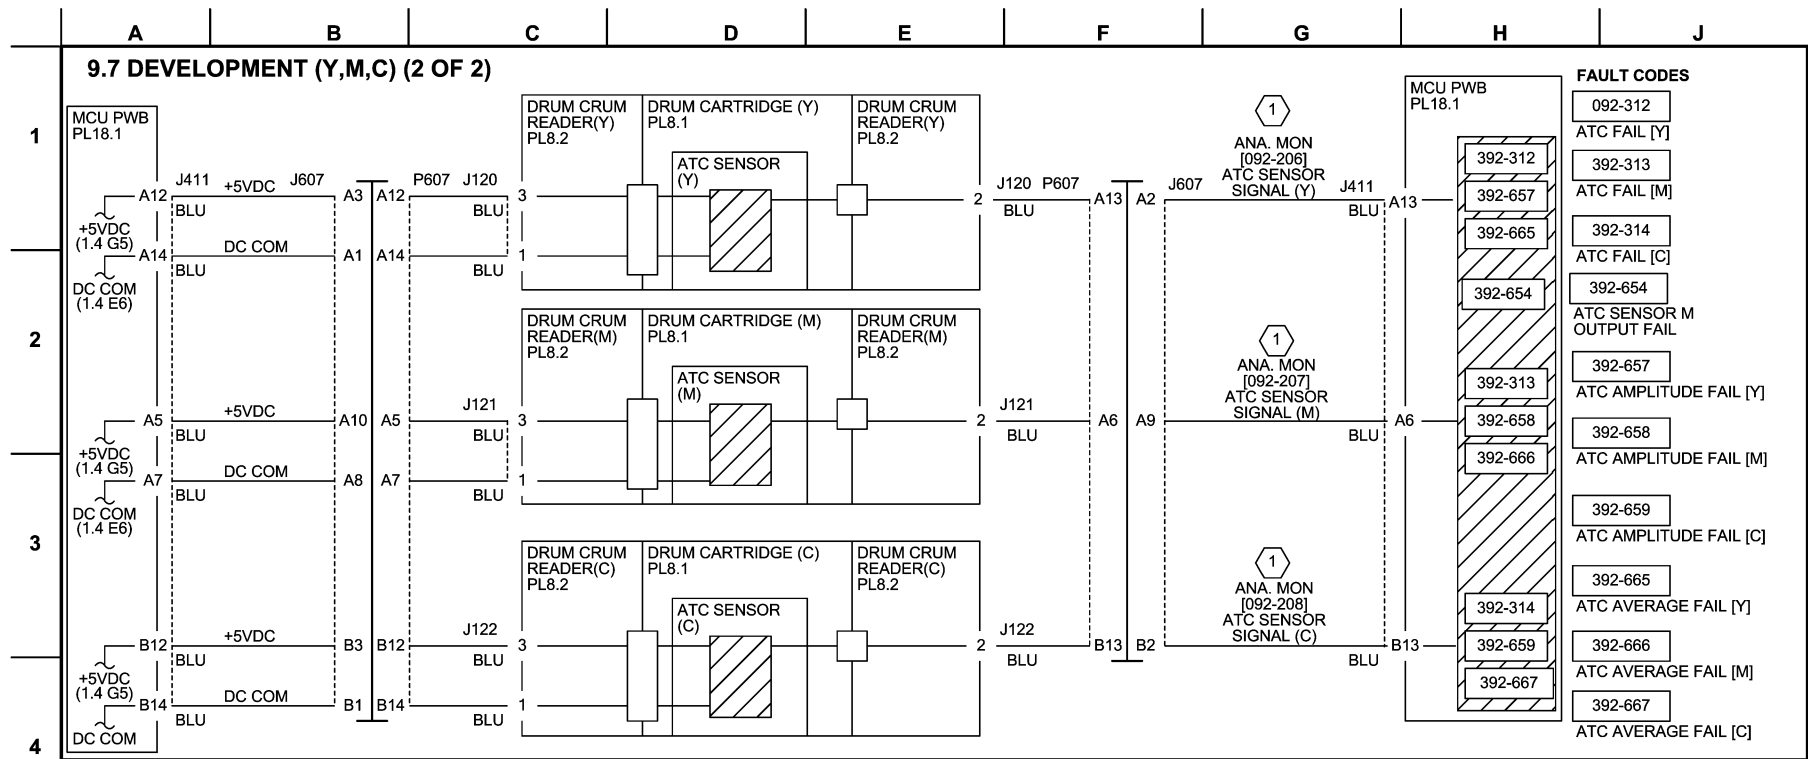 A B C D E F G H J
1
2
3
4
9.7 DEVELOPMENT (Y,M,C) (2 OF 2)
MCU PWB
PL18.1
A12
+5VDC
(1.4 G5)
A14
DC COM
(1.4 E6)
A5
+5VDC
(1.4 G5)
A7
DC COM
(1.4 E6)
B12
+5VDC
(1.4 G5)
B14
DC COM
J411 +5VDC J607 P607 J120
BLU A3 A12 BLU 3
DC COM
BLU A1 A14 BLU 1
+5VDC J121
BLU A10 A5 BLU 3
DC COM
BLU A8 A7 BLU 1
+5VDC J122
BLU B3 B12 BLU 3
DC COM
BLU B1 B14 BLU 1
DRUM CRUM
READER(Y)
PL8.2
DRUM CARTRIDGE (Y)
PL8.1
ATC SENSOR
(Y)
DRUM CRUM
READER(Y)
PL8.2
2
DRUM CRUM
READER(M)
PL8.2
DRUM CARTRIDGE (M)
PL8.1
ATC SENSOR
(M)
DRUM CRUM
READER(M)
PL8.2
2
DRUM CRUM
READER(C)
PL8.2
DRUM CARTRIDGE (C)
PL8.1
ATC SENSOR
(C)
DRUM CRUM
READER(C)
PL8.2
2
J120 P607 J607 J411
BLU A13 A2 BLU A13
1
ANA. MON
[092-206]
ATC SENSOR
SIGNAL (Y)
J121
BLU A6 A9 BLU A6
1
ANA. MON
[092-207]
ATC SENSOR
SIGNAL (M)
J122
BLU B13 B2 BLU B13
1
ANA. MON
[092-208]
ATC SENSOR
SIGNAL (C)
MCU PWB
PL18.1
392-312
392-657
392-665
392-654
392-313
392-658
392-666
392-314
392-659
392-667
FAULT CODES
092-312
ATC FAIL [Y]
392-313
ATC FAIL [M]
392-314
ATC FAIL [C]
392-654
ATC SENSOR M
OUTPUT FAIL
392-657
ATC AMPLITUDE FAIL [Y]
392-658
ATC AMPLITUDE FAIL [M]
392-659
ATC AMPLITUDE FAIL [C]
392-665
ATC AVERAGE FAIL [Y]
392-666
ATC AVERAGE FAIL [M]
392-667
ATC AVERAGE FAIL [C]